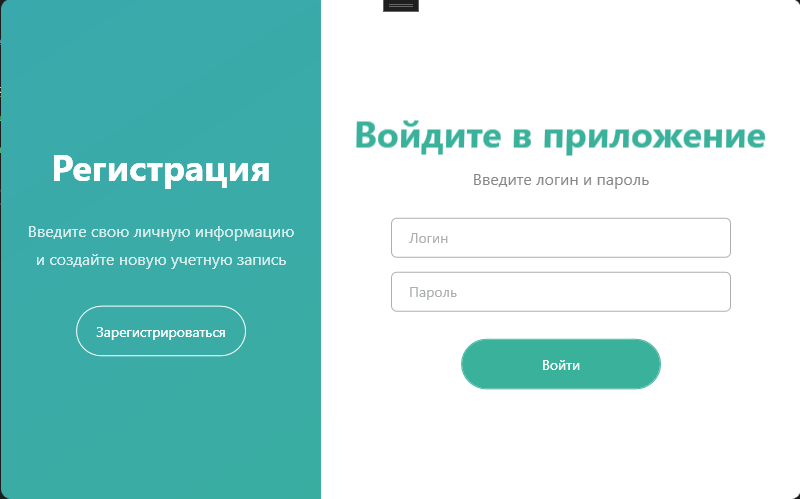 Регистрация
Введите свою личную информацию
и создайте новую учетную запись
Зарегистрироваться
Войдите в приложение
Введите логин и пароль
Логин
Пароль
Войти